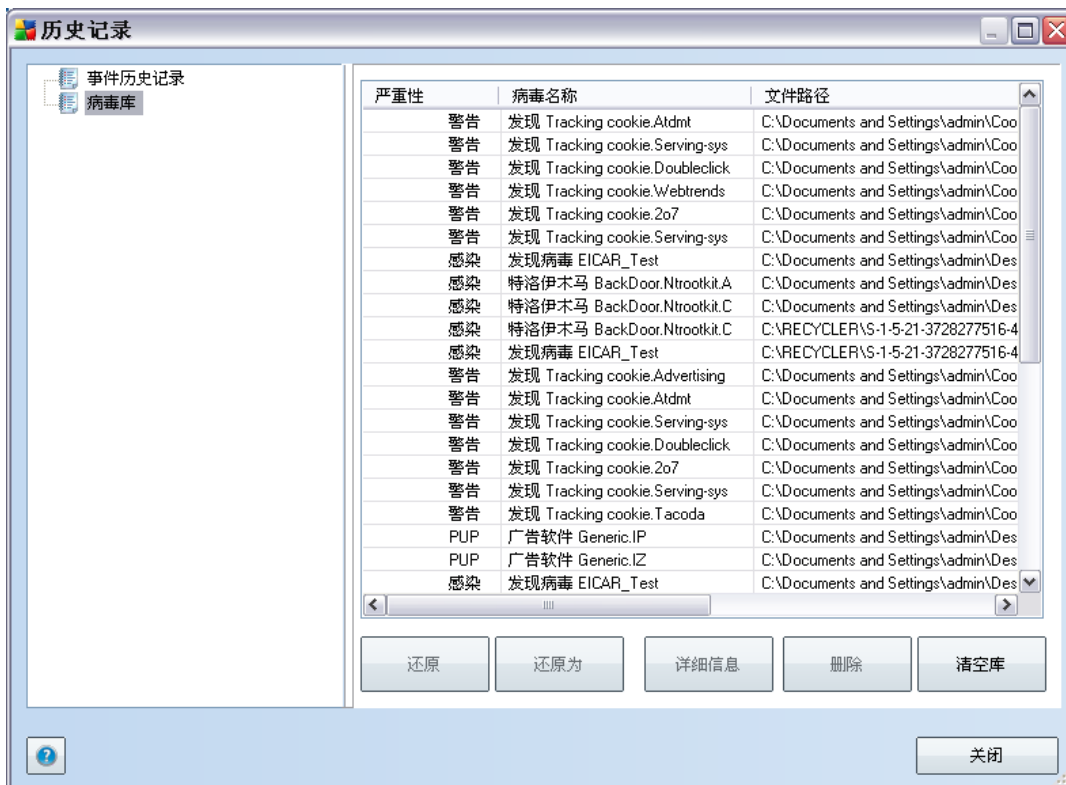 历史记录
事件历史记录
病毒库
严重性 病毒名称 文件路径
警告 发现 Tracking cookie.Atdmt C:\Documents and Settings\admin\Coo
警告 发现 Tracking cookie.Serving-sys C:\Documents and Settings\admin\Coo
警告 发现 Tracking cookie.Doubleclick C:\Documents and Settings\admin\Coo
警告 发现 Tracking cookie.Webtrends C:\Documents and Settings\admin\Coo
警告 发现 Tracking cookie.2o7 C:\Documents and Settings\admin\Coo
警告 发现 Tracking cookie.Serving-sys C:\Documents and Settings\admin\Coo
感染 发现病毒 EICAR_Test C:\Documents and Settings\admin\Des
感染 特洛伊木马 BackDoor.Ntrootkit.A C:\Documents and Settings\admin\Des
感染 特洛伊木马 BackDoor.Ntrootkit.C C:\Documents and Settings\admin\Des
感染 特洛伊木马 BackDoor.Ntrootkit.C C:\RECYCLER\S-1-5-21-3728277516-4
感染 发现病毒 EICAR_Test C:\RECYCLER\S-1-5-21-3728277516-4
警告 发现 Tracking cookie.Advertising C:\Documents and Settings\admin\Coo
警告 发现 Tracking cookie.Atdmt C:\Documents and Settings\admin\Coo
警告 发现 Tracking cookie.Serving-sys C:\Documents and Settings\admin\Coo
警告 发现 Tracking cookie.Doubleclick C:\Documents and Settings\admin\Coo
警告 发现 Tracking cookie.2o7 C:\Documents and Settings\admin\Coo
警告 发现 Tracking cookie.Serving-sys C:\Documents and Settings\admin\Coo
警告 发现 Tracking cookie.Tacoda C:\Documents and Settings\admin\Coo
PUP 广告软件 Generic.IP C:\Documents and Settings\admin\Des
PUP 广告软件 Generic.IZ C:\Documents and Settings\admin\Des
感染 发现病毒 EICAR_Test C:\Documents and Settings\admin\Des
还原 还原为 详细信息 删除 清空库
关闭